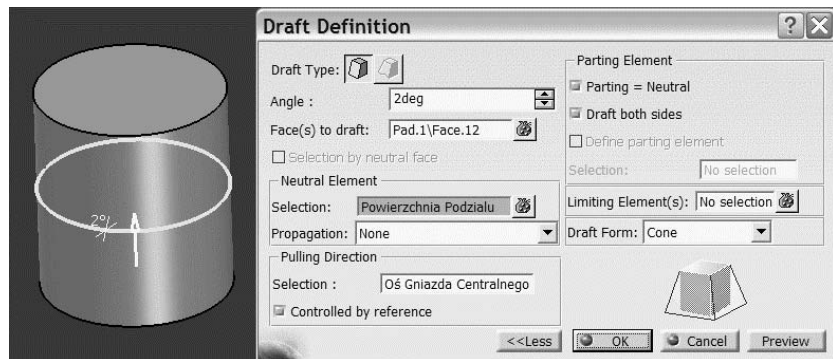 Draft Definition
Draft Type:
Angle :
2deg
Face(s) to draft:
Pad.1\Face.12
Selection by neutral face
Neutral Element
Selection:
Powierzchnia Podzialu
Propagation:
None
Pulling Direction
Selection :
Oś Gniazda Centralnego
Controlled by reference
<<Less
Parting Element
Parting = Neutral
Draft both sides
Define parting element
Selection:
No selection
Limiting Element(s):
No selection
Draft Form:
Cone
OK
Cancel
Preview
2°